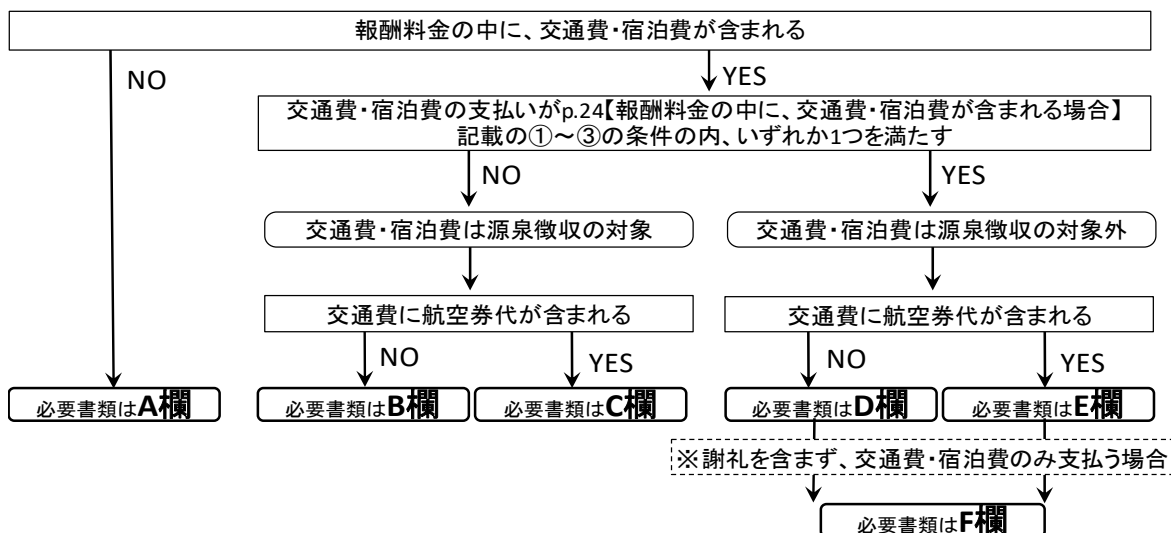 報酬料金の中に、交通費・宿泊費が含まれる
NO
YES
交通費・宿泊費の支払いがp.24【報酬料金の中に、交通費・宿泊費が含まれる場合】
記載の①～③の条件の内、いずれか1つを満たす
NO
YES
交通費・宿泊費は源泉徴収の対象
交通費・宿泊費は源泉徴収の対象外
交通費に航空券代が含まれる
交通費に航空券代が含まれる
NO
YES
NO
YES
必要書類はA欄
必要書類はB欄
必要書類はC欄
必要書類はD欄
必要書類はE欄
※謝礼を含まず、交通費・宿泊費のみ支払う場合
必要書類はF欄